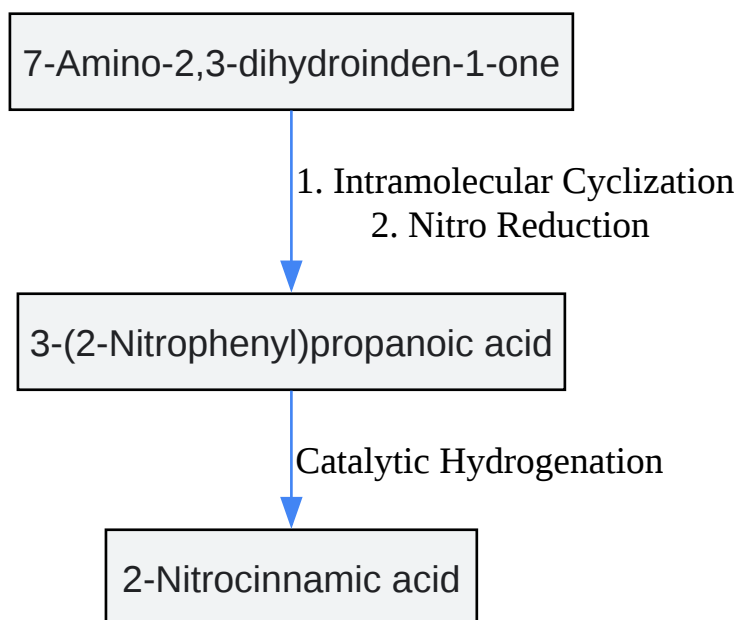 7-Amino-2,3-dihydroinden-1-one
1. Intramolecular Cyclization
2. Nitro Reduction
3-(2-Nitrophenyl)propanoic acid
Catalytic Hydrogenation
2-Nitrocinnamic acid